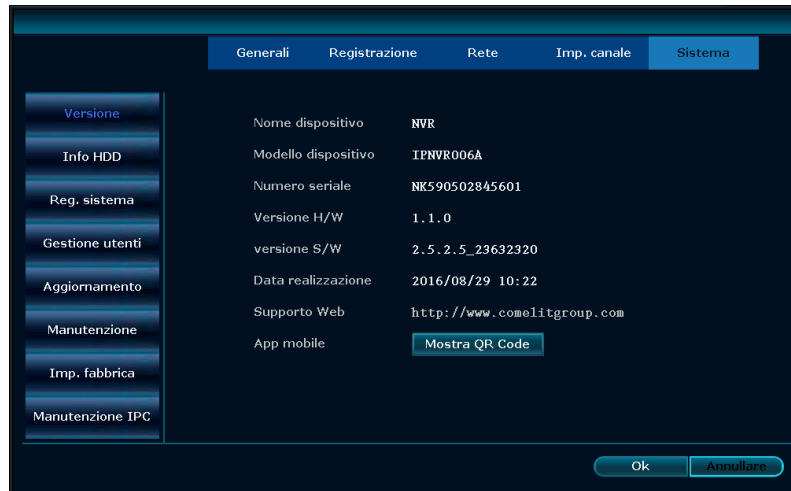 Generali Registrazione Rete Imp. canale Sistema
Versione
Info HDD
Reg. sistema
Gestione utenti
Aggiornamento
Manutenzione
Imp. fabbrica
Manutenzione IPC
Nome dispositivo NVR
Modello dispositivo IPNVR006A
Numero seriale NK590502845601
Versione H/W 1.1.0
versione S/W 2.5.2.5_23632320
Data realizzazione 2016/08/29 10:22
Supporto Web http://www.comelitgroup.com
App mobile Mostra QR Code
Ok Annullare